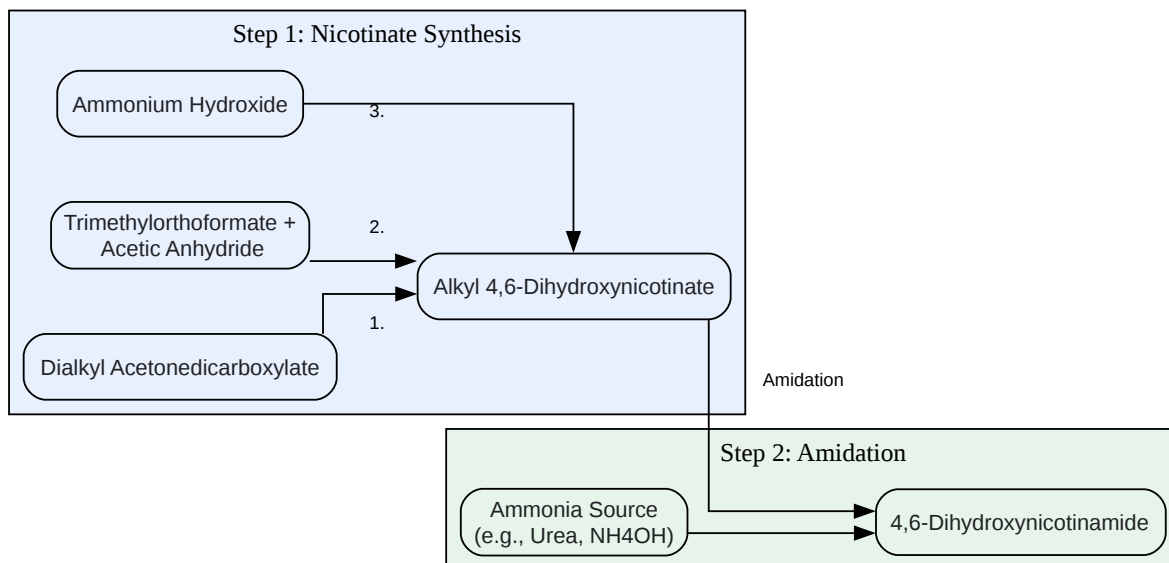 Step 1: Nicotinate Synthesis
Ammonium Hydroxide
3.
Trimethylorthoformate +
Acetic Anhydride
2.
Alkyl 4,6-Dihydroxynicotinate
1.
Dialkyl Acetonedicarboxylate
Amidation
Step 2: Amidation
Ammonia Source
(e.g., Urea, NH4OH)
4,6-Dihydroxynicotinamide